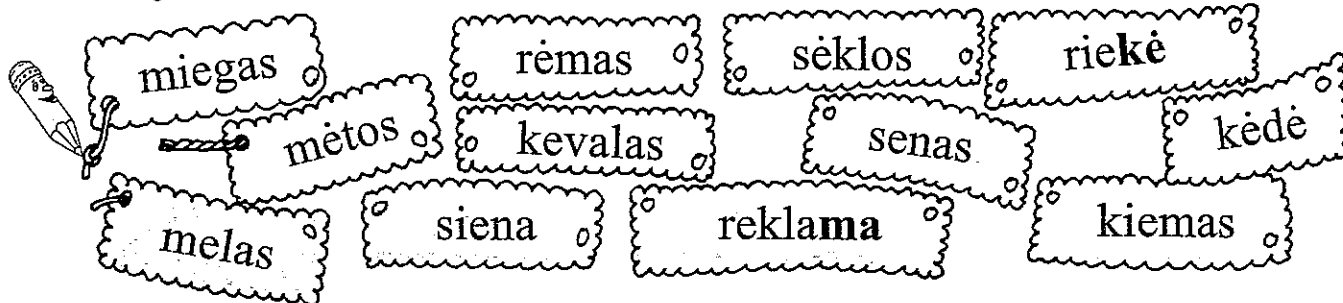 miegas rėmas sėklos riekė
mėtos kevalas senas kėdė
melas siena reklama kiemas